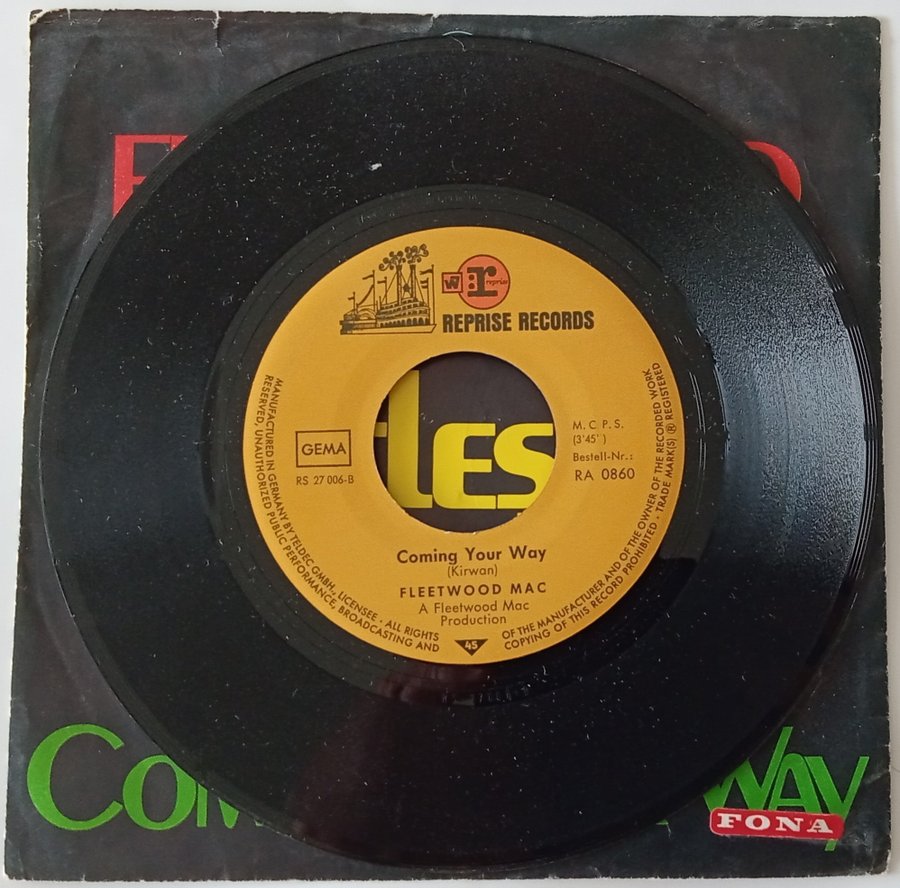 W
r
reprise
REPRISE RECORDS
GEMA
RS 27 006-B
M. C. P. S.
(3'45')
Bestell-Nr.:
RA 0860
LES
Coming Your Way
(Kirwan)
FLEETWOOD MAC
A Fleetwood Mac
Production
45
MANUFACTURED IN GERMANY BY TELDEC GMBH., LICENSEE · ALL RIGHTS
RESERVED, UNAUTHORIZED PUBLIC PERFORMANCE, BROADCASTING AND
OF THE MANUFACTURER AND OF THE OWNER OF THE RECORDED WORK
COPYING OF THIS RECORD PROHIBITED · TRADE MARK(S) ® REGISTERED
COM WAY
FONA